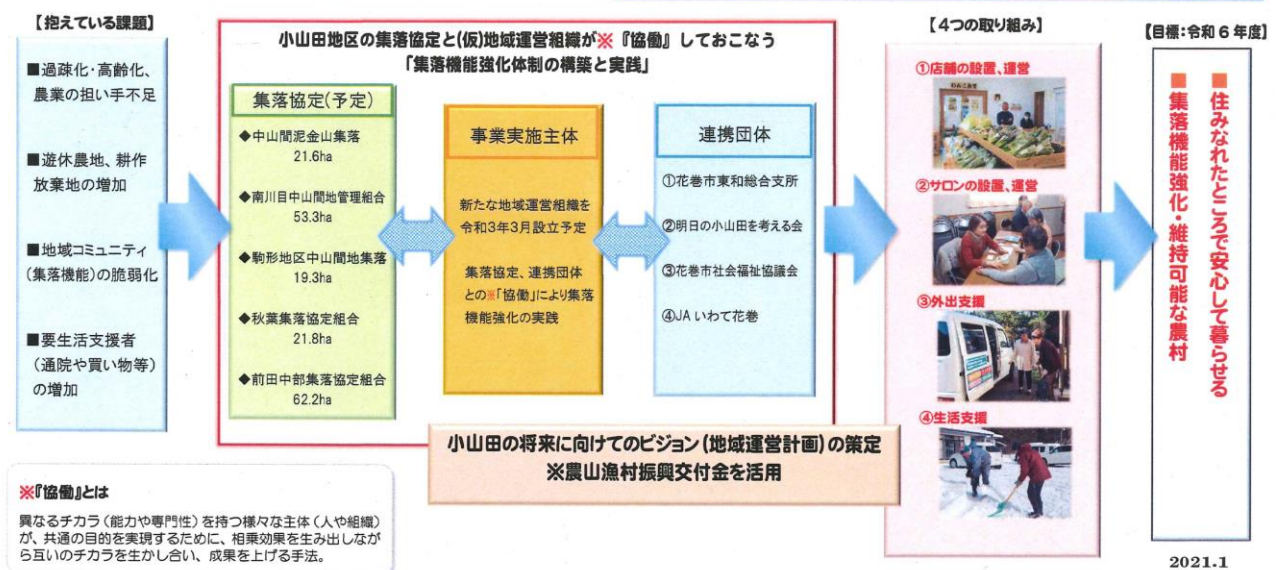 【抱えている課題】
■過疎化・高齢化、
農業の担い手不足
■遊休農地、耕作
放棄地の増加
■地域コミュニティ
(集落機能)の脆弱化
■要生活支援者
(通院や買い物等)
の増加
小山田地区の集落協定と(仮)地域運営組織が※『協働』しておこなう
「集落機能強化体制の構築と実践」
集落協定(予定)
◆中山間泥金山集落
21.6ha
◆南川目中山間地管理組合
53.3ha
◆駒形地区中山間地集落
19.3ha
◆秋葉集落協定組合
21.8ha
◆前田中部集落協定組合
62.2ha
事業実施主体
新たな地域運営組織を
令和3年3月設立予定
集落協定、連携団体
との※「協働」により集落
機能強化の実践
連携団体
①花巻市東和総合支所
②明日の小山田を考える会
③花巻市社会福祉協議会
④JAいわて花巻
小山田の将来に向けてのビジョン(地域運営計画)の策定
※農山漁村振興交付金を活用
【4つの取り組み】
①店舗の設置、運営
②サロンの設置、運営
③外出支援
④生活支援
【目標:令和6年度】
■住みなれたところで安心して暮らせる
■集落機能強化・維持可能な農村
※『協働』とは
異なるチカラ(能力や専門性)を持つ様々な主体(人や組織)
が、共通の目的を実現するために、相乗効果を生み出しなが
ら互いのチカラを生かし合い、成果を上げる手法。
2021.1